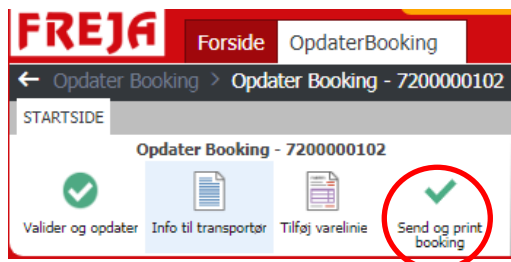 FREJA Forside OpdaterBooking
← Opdater Booking > Opdater Booking - 7200000102
STARTSIDE
Opdater Booking - 7200000102
Valider og opdater Info til transportør Tilføj varelinie Send og print
booking